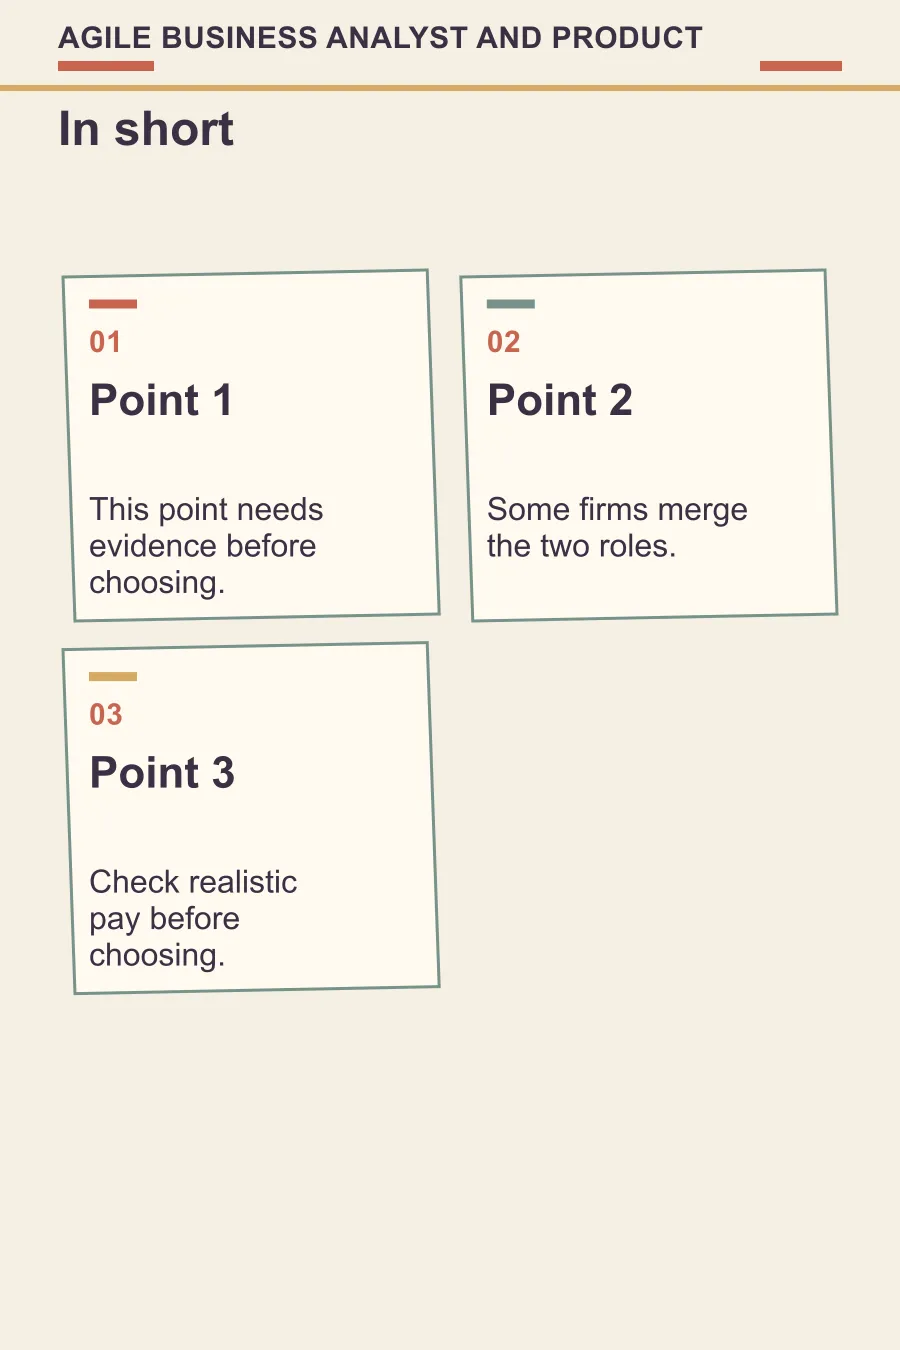 AGILE BUSINESS ANALYST AND PRODUCT
In short
01
Point 1
This point needs
evidence before
choosing.
02
Point 2
Some firms merge
the two roles.
03
Point 3
Check realistic
pay before
choosing.